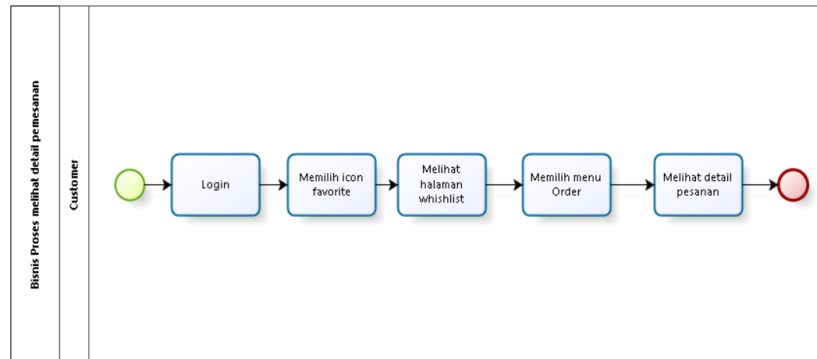 Bisnis Proses melihat detail pemesanan
Customer
Login
Memilih icon
favorite
Melihat
halaman
whishlist
Memilih menu
Order
Melihat detail
pesanan